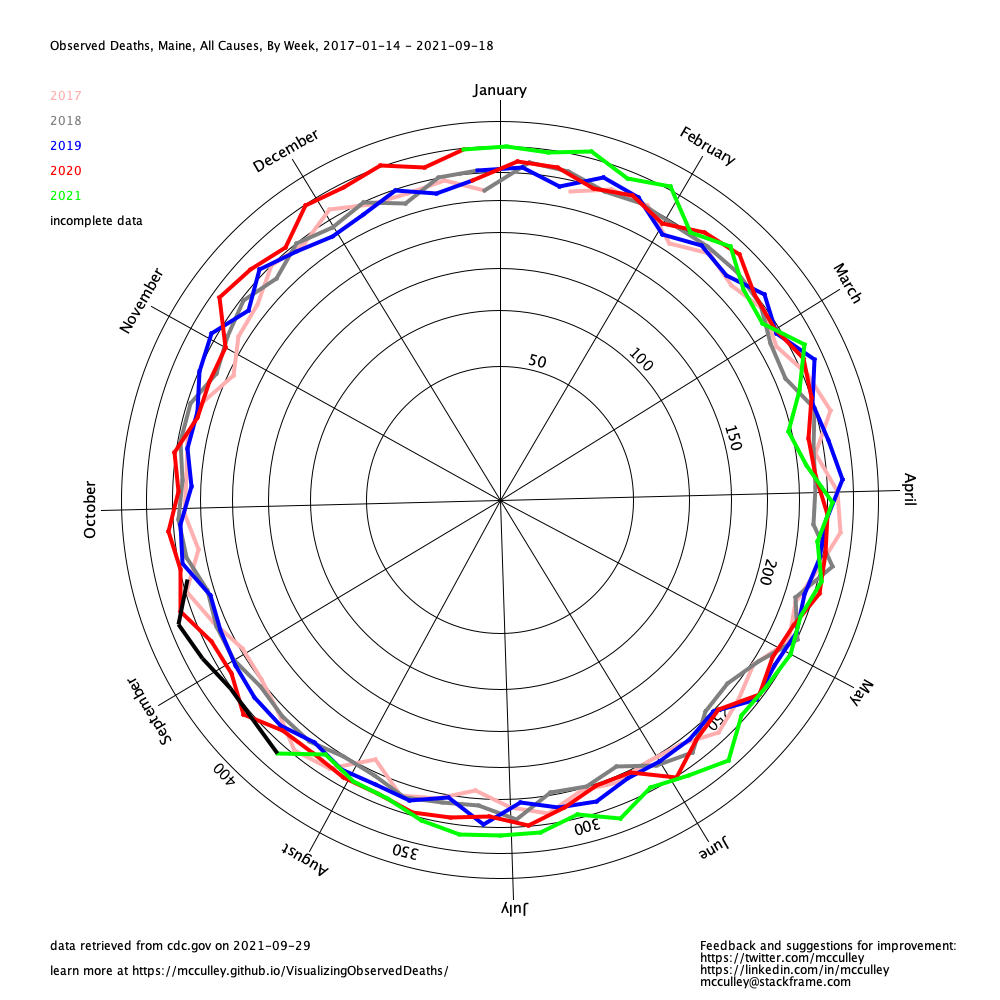 Observed Deaths, Maine, All Causes, By Week, 2017-01-14 - 2021-09-18
2017
2018
2019
2020
2021
incomplete data
January
February
March
April
May
June
July
August
September
October
November
December
50
100
150
200
250
300
350
400
data retrieved from cdc.gov on 2021-09-29
learn more at https://mcculley.github.io/VisualizingObservedDeaths/
Feedback and suggestions for improvement:
https://twitter.com/mcculley
https://linkedin.com/in/mcculley
mcculley@stackframe.com